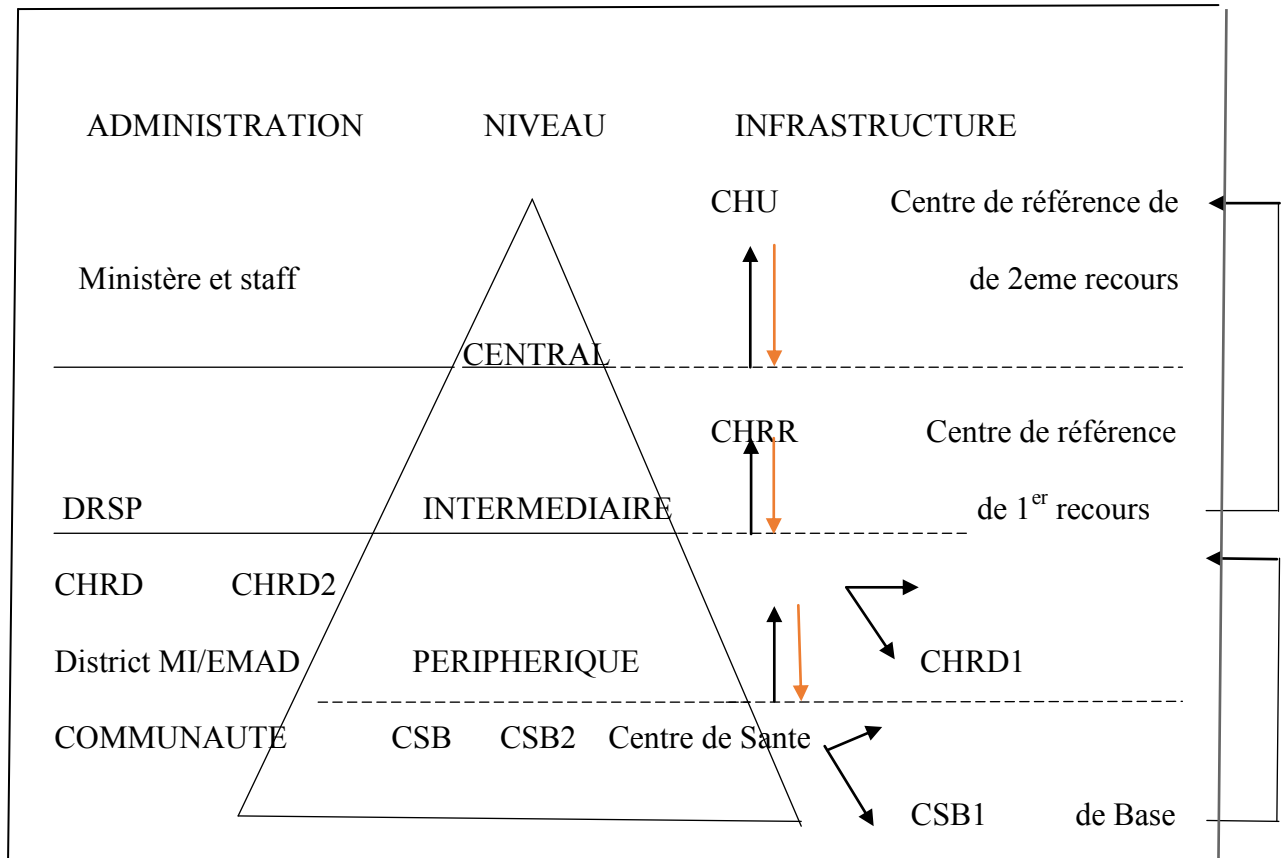 ADMINISTRATION NIVEAU INFRASTRUCTURE
CHU Centre de référence de
Ministère et staff de 2eme recours
CENTRAL
CHRR Centre de référence
DRSP INTERMEDIAIRE de 1er recours
CHRD CHRD2
District MI/EMAD PERIPHERIQUE CHRD1
COMMUNAUTE CSB CSB2 Centre de Sante
CSB1 de Base